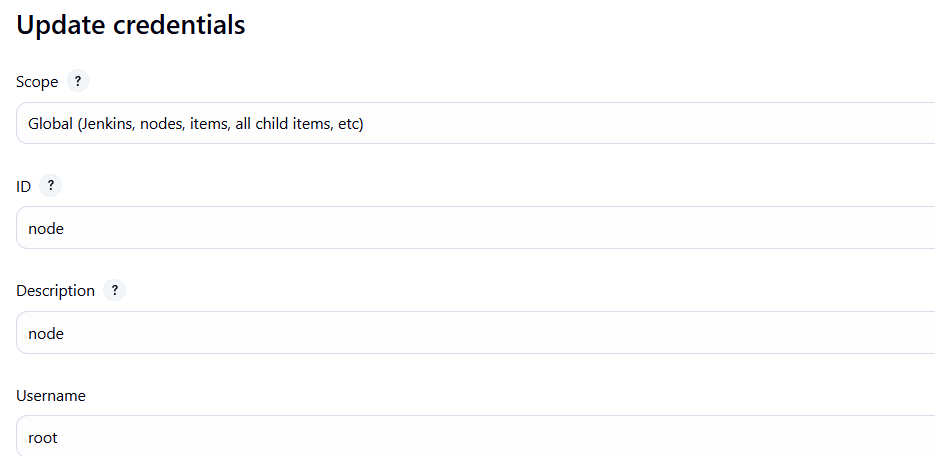 Update credentials
Scope ?
Global (Jenkins, nodes, items, all child items, etc)
ID ?
node
Description ?
node
Username
root